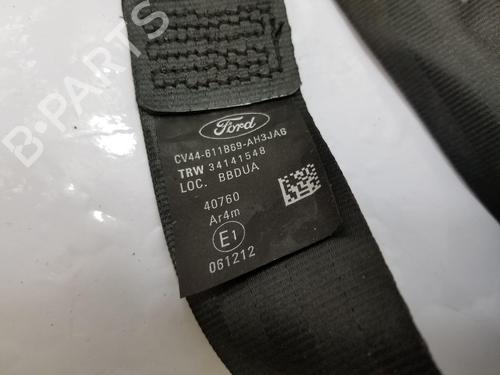 B-PARTS
Ford
CV44-611B69-AH3JA6
TRW 34141548
LOC. BBDUA
40760
Ar4m
E1
061212